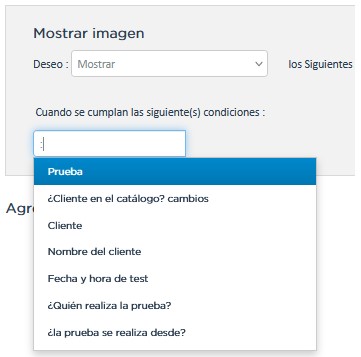 Mostrar imagen
Deseo : Mostrar los Siguientes
Cuando se cumplan las siguiente(s) condiciones :
:
Prueba
¿Cliente en el catálogo? cambios
Agr
Cliente
Nombre del cliente
Fecha y hora de test
¿Quién realiza la prueba?
¿la prueba se realiza desde?